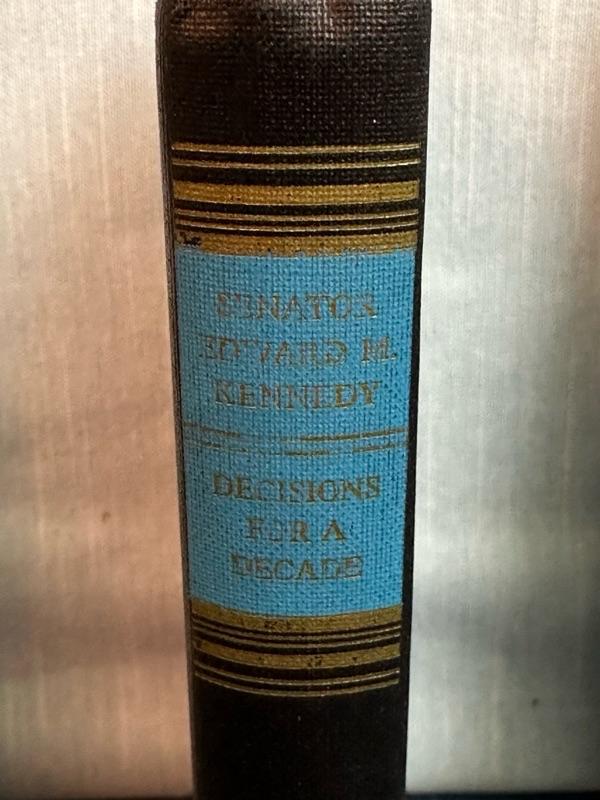 SENATOR
EDWARD M.
KENNEDY
DECISIONS
FOR A
DECADE